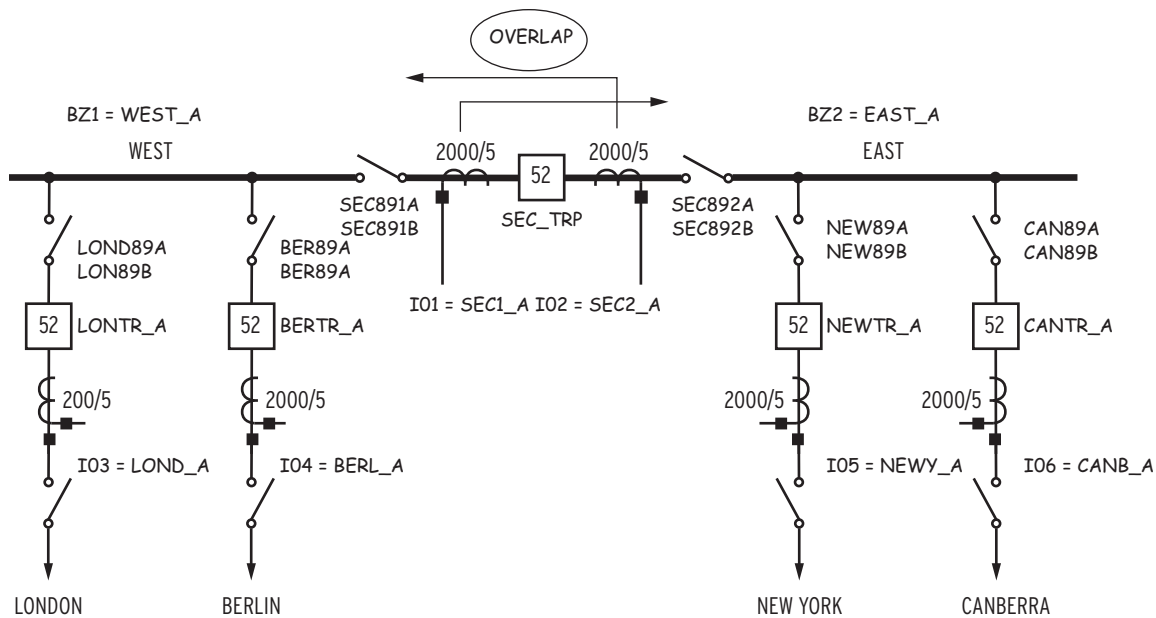 OVERLAP
BZ1 = WEST_A
BZ2 = EAST_A
WEST
2000/5
2000/5
EAST
52
SEC891A
SEC891B
SEC_TRP
SEC892A
SEC892B
LOND89A
LON89B
BER89A
BER89A
NEW89A
NEW89B
CAN89A
CAN89B
I01 = SEC1_A
I02 = SEC2_A
52
LONTR_A
52
BERTR_A
52
NEWTR_A
52
CANTR_A
200/5
2000/5
2000/5
2000/5
I03 = LOND_A
I04 = BERL_A
I05 = NEWY_A
I06 = CANB_A
LONDON
BERLIN
NEW YORK
CANBERRA